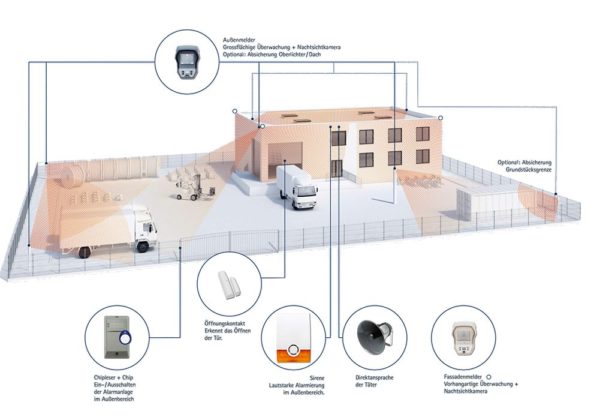 Außenmelder
Grossflächige Überwachung + Nachtsichtkamera
Optional: Absicherung Oberlichter/Dach
Optional: Absicherung
Grundstücksgrenze
Öffnungskontakt
Erkennt das Öffnen
der Tür.
Chipleser + Chip
Ein-/Ausschalten
der Alarmanlage
im Außenbereich
Sirene
Lautstarke Alarmierung
im Außenbereich.
Direktansprache
der Täter
Fassadenmelder
Vorhangartige Überwachung +
Nachtsichtkamera